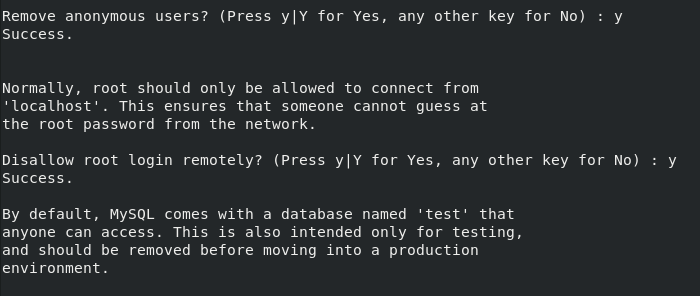 Remove anonymous users? (Press y|Y for Yes, any other key for No) : y
Success.
Normally, root should only be allowed to connect from
'localhost'. This ensures that someone cannot guess at
the root password from the network.
Disallow root login remotely? (Press y|Y for Yes, any other key for No) : y
Success.
By default, MySQL comes with a database named 'test' that
anyone can access. This is also intended only for testing,
and should be removed before moving into a production
environment.